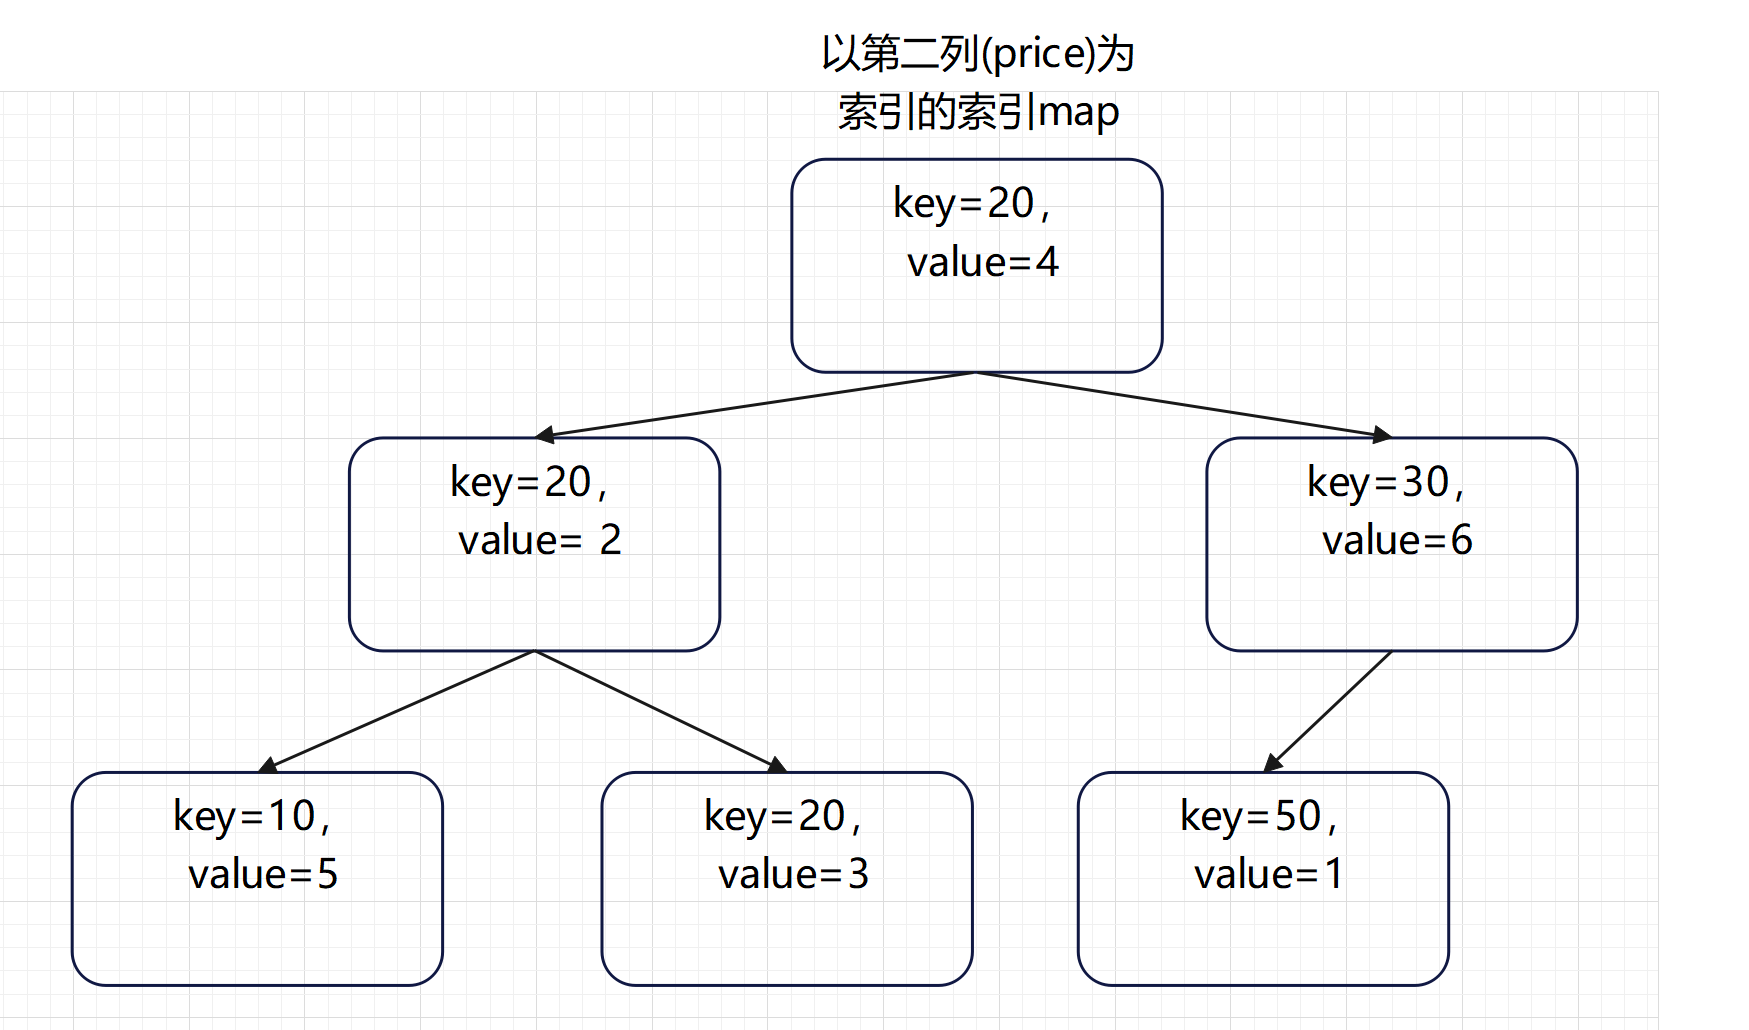 以第二列(price)为
索引的索引map
key=20，
value=4
key=20，
value= 2
key=30，
value=6
key=10，
value=5
key=20，
value=3
key=50，
value=1